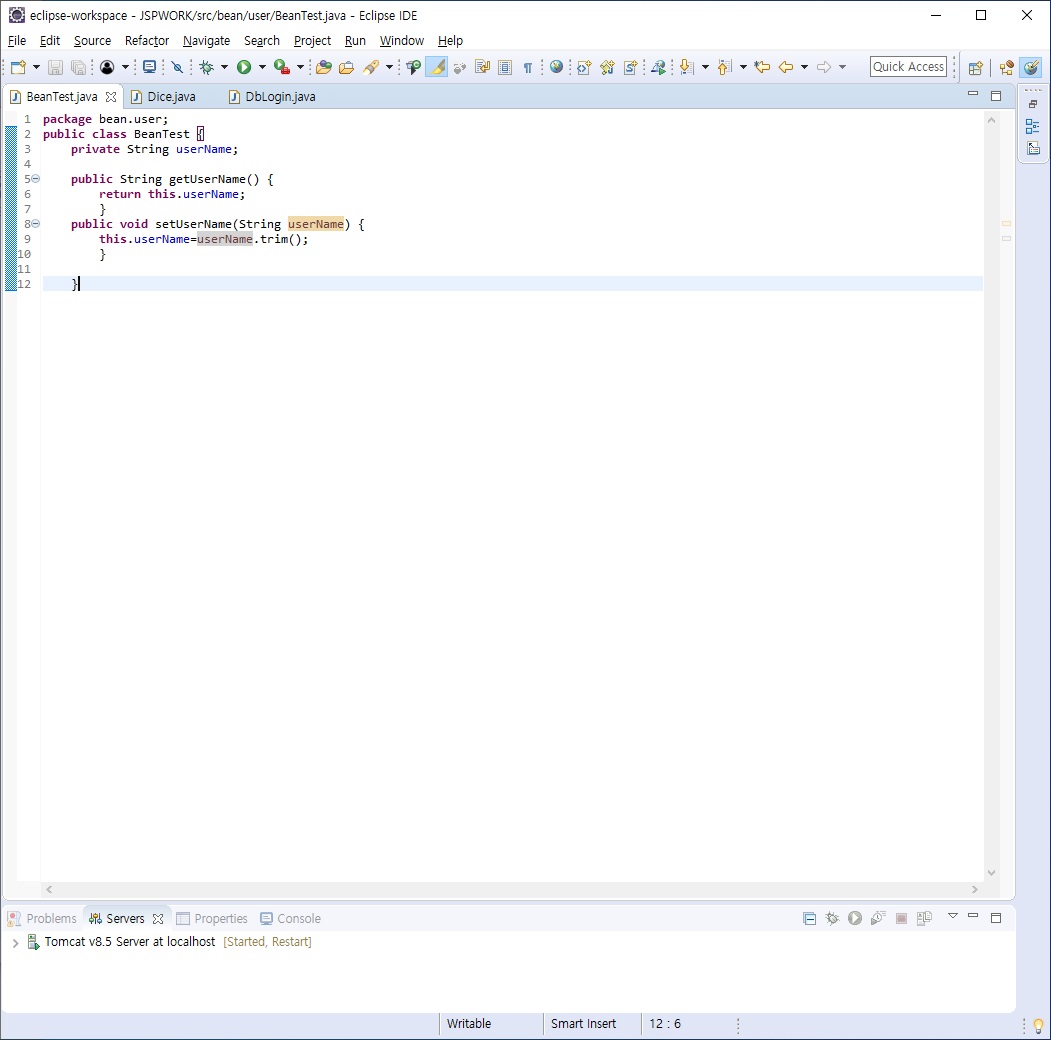 eclipse-workspace - JSPWORK/src/bean/user/BeanTest.java - Eclipse IDE
File Edit Source Refactor Navigate Search Project Run Window Help
Quick Access
BeanTest.java Dice.java DbLogin.java
1 package bean.user;
2 public class BeanTest {
3 private String userName;
4
5 public String getUserName() {
6 return this.userName;
7 }
8 public void setUserName(String userName) {
9 this.userName=userName.trim();
10 }
11
12 }
Problems Servers Properties Console
Tomcat v8.5 Server at localhost [Started, Restart]
Writable Smart Insert 12 : 6